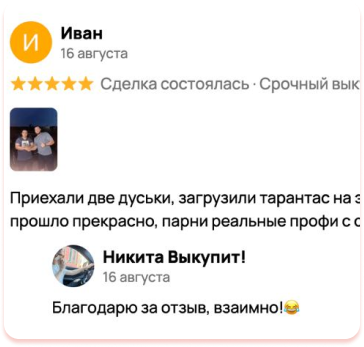 И
Иван
16 августа
Сделка состоялась · Срочный вык
Приехали две дуськи, загрузили тарантас на э
прошло прекрасно, парни реальные профи с с
Никита Выкупит!
16 августа
Благодарю за отзыв, взаимно!😂